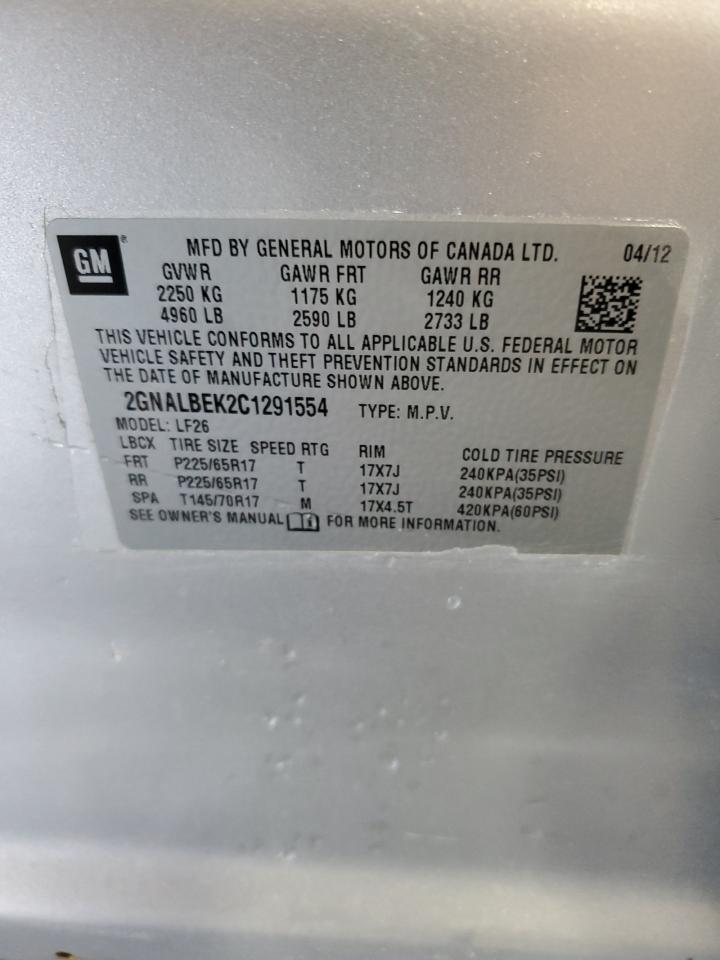 GM® MFD BY GENERAL MOTORS OF CANADA LTD. 04/12
GVWR GAWR FRT GAWR RR
2250 KG 1175 KG 1240 KG
4960 LB 2590 LB 2733 LB
THIS VEHICLE CONFORMS TO ALL APPLICABLE U.S. FEDERAL MOTOR
VEHICLE SAFETY AND THEFT PREVENTION STANDARDS IN EFFECT ON
THE DATE OF MANUFACTURE SHOWN ABOVE.
2GNALBEK2C1291554 TYPE: M.P.V.
MODEL: LF26
LBCX TIRE SIZE SPEED RTG RIM COLD TIRE PRESSURE
FRT P225/65R17 T 17X7J 240KPA(35PSI)
RR P225/65R17 T 17X7J 240KPA(35PSI)
SPA T145/70R17 M 17X4.5T 420KPA(60PSI)
SEE OWNER'S MANUAL FOR MORE INFORMATION.